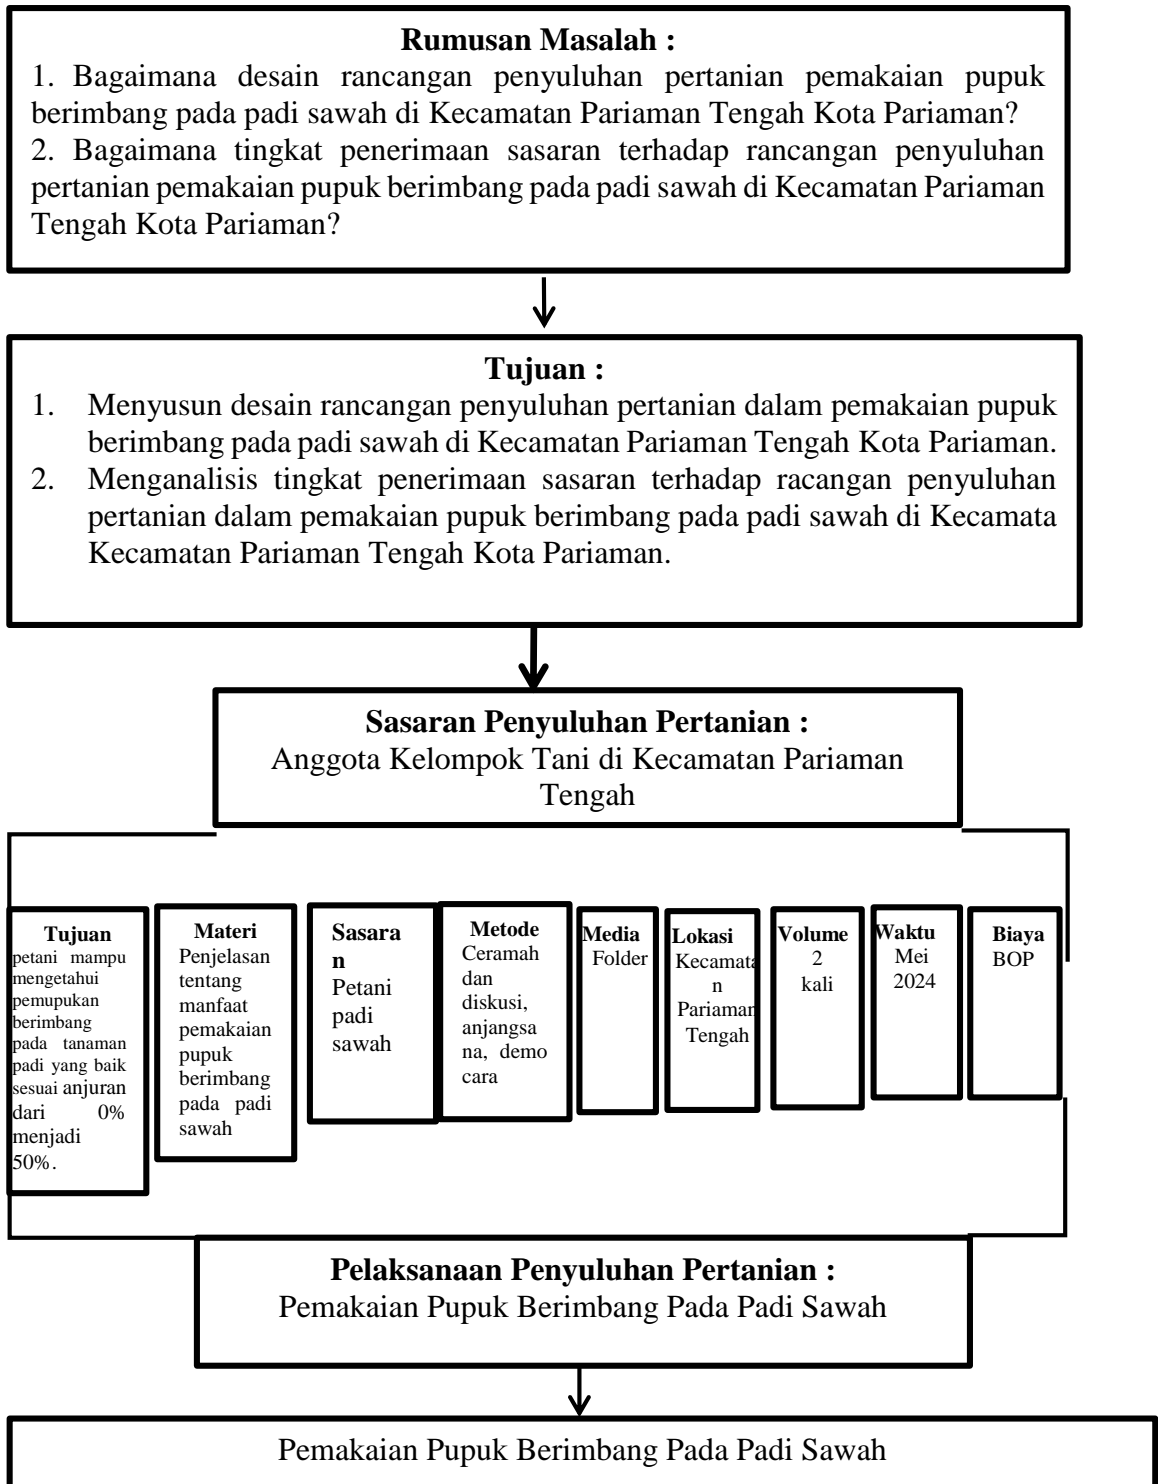 Rumusan Masalah :
1. Bagaimana desain rancangan penyuluhan pertanian pemakaian pupuk
berimbang pada padi sawah di Kecamatan Pariaman Tengah Kota Pariaman?
2. Bagaimana tingkat penerimaan sasaran terhadap rancangan penyuluhan
pertanian pemakaian pupuk berimbang pada padi sawah di Kecamatan Pariaman
Tengah Kota Pariaman?
Tujuan :
1. Menyusun desain rancangan penyuluhan pertanian dalam pemakaian pupuk
berimbang pada padi sawah di Kecamatan Pariaman Tengah Kota Pariaman.
2. Menganalisis tingkat penerimaan sasaran terhadap racangan penyuluhan
pertanian dalam pemakaian pupuk berimbang pada padi sawah di Kecamata
Kecamatan Pariaman Tengah Kota Pariaman.
Sasaran Penyuluhan Pertanian :
Anggota Kelompok Tani di Kecamatan Pariaman
Tengah
Tujuan
petani mampu
mengetahui
pemupukan
berimbang
pada tanaman
padi yang baik
sesuai anjuran
dari 0%
menjadi
50%.
Materi
Penjelasan
tentang
manfaat
pemakaian
pupuk
berimbang
pada padi
sawah
Sasara
n
Petani
padi
sawah
Metode
Ceramah
dan
diskusi,
anjangsa
na, demo
cara
Media
Folder
Lokasi
Kecamata
n
Pariaman
Tengah
Volume
2
kali
Waktu
Mei
2024
Biaya
BOP
Pelaksanaan Penyuluhan Pertanian :
Pemakaian Pupuk Berimbang Pada Padi Sawah
Pemakaian Pupuk Berimbang Pada Padi Sawah